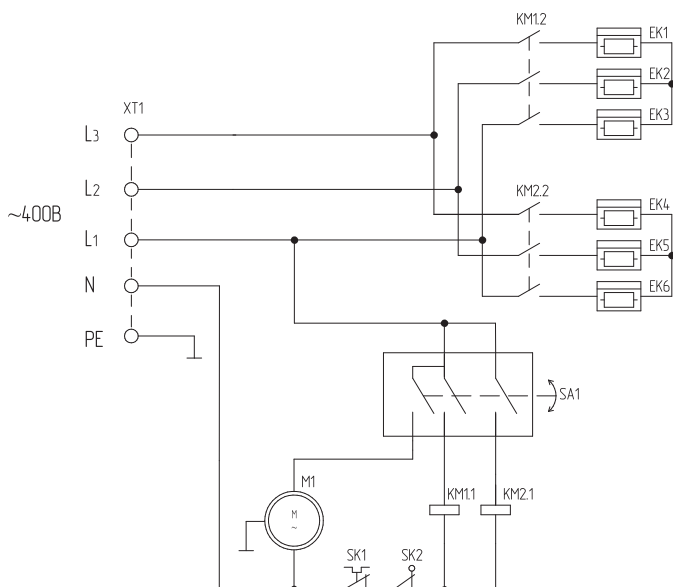 KM1.2
EK1
EK2
EK3
XT1
L3
L2
~400В
L1
N
PE
KM2.2
EK4
EK5
EK6
SA1
M1
M
~
KM1.1
KM2.1
SK1
SK2